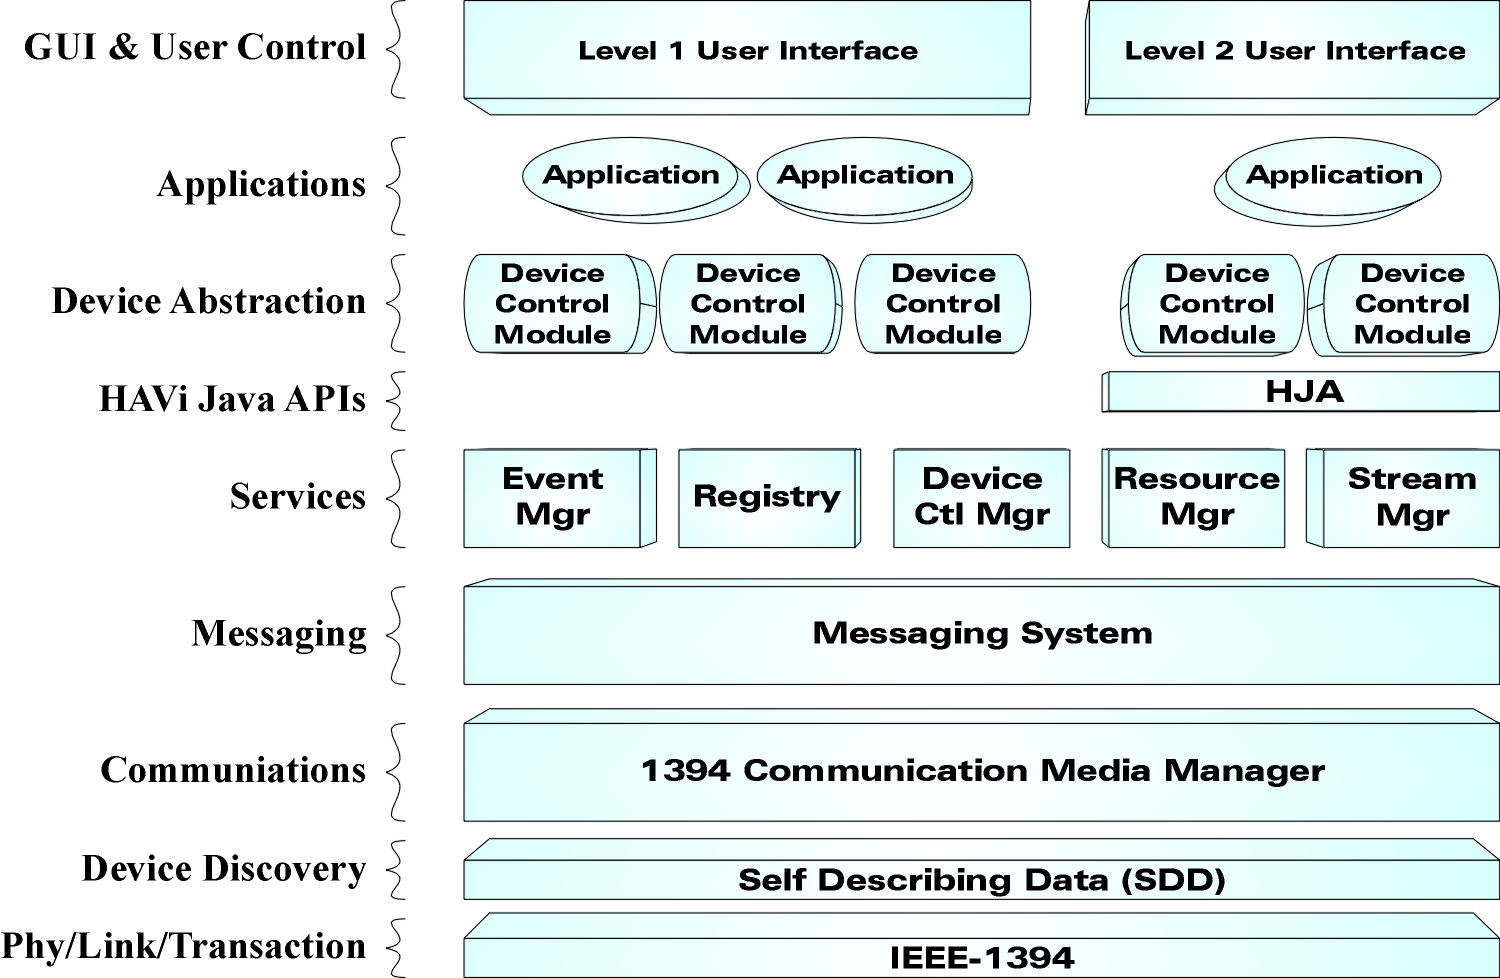 GUI & User Control
Level 1 User Interface
Level 2 User Interface
Applications
Application
Application
Application
Device Abstraction
Device
Control
Module
Device
Control
Module
Device
Control
Module
Device
Control
Module
Device
Control
Module
HAVi Java APIs
HJA
Services
Event
Mgr
Registry
Device
Ctl Mgr
Resource
Mgr
Stream
Mgr
Messaging
Messaging System
Communiations
1394 Communication Media Manager
Device Discovery
Self Describing Data (SDD)
Phy/Link/Transaction
IEEE-1394